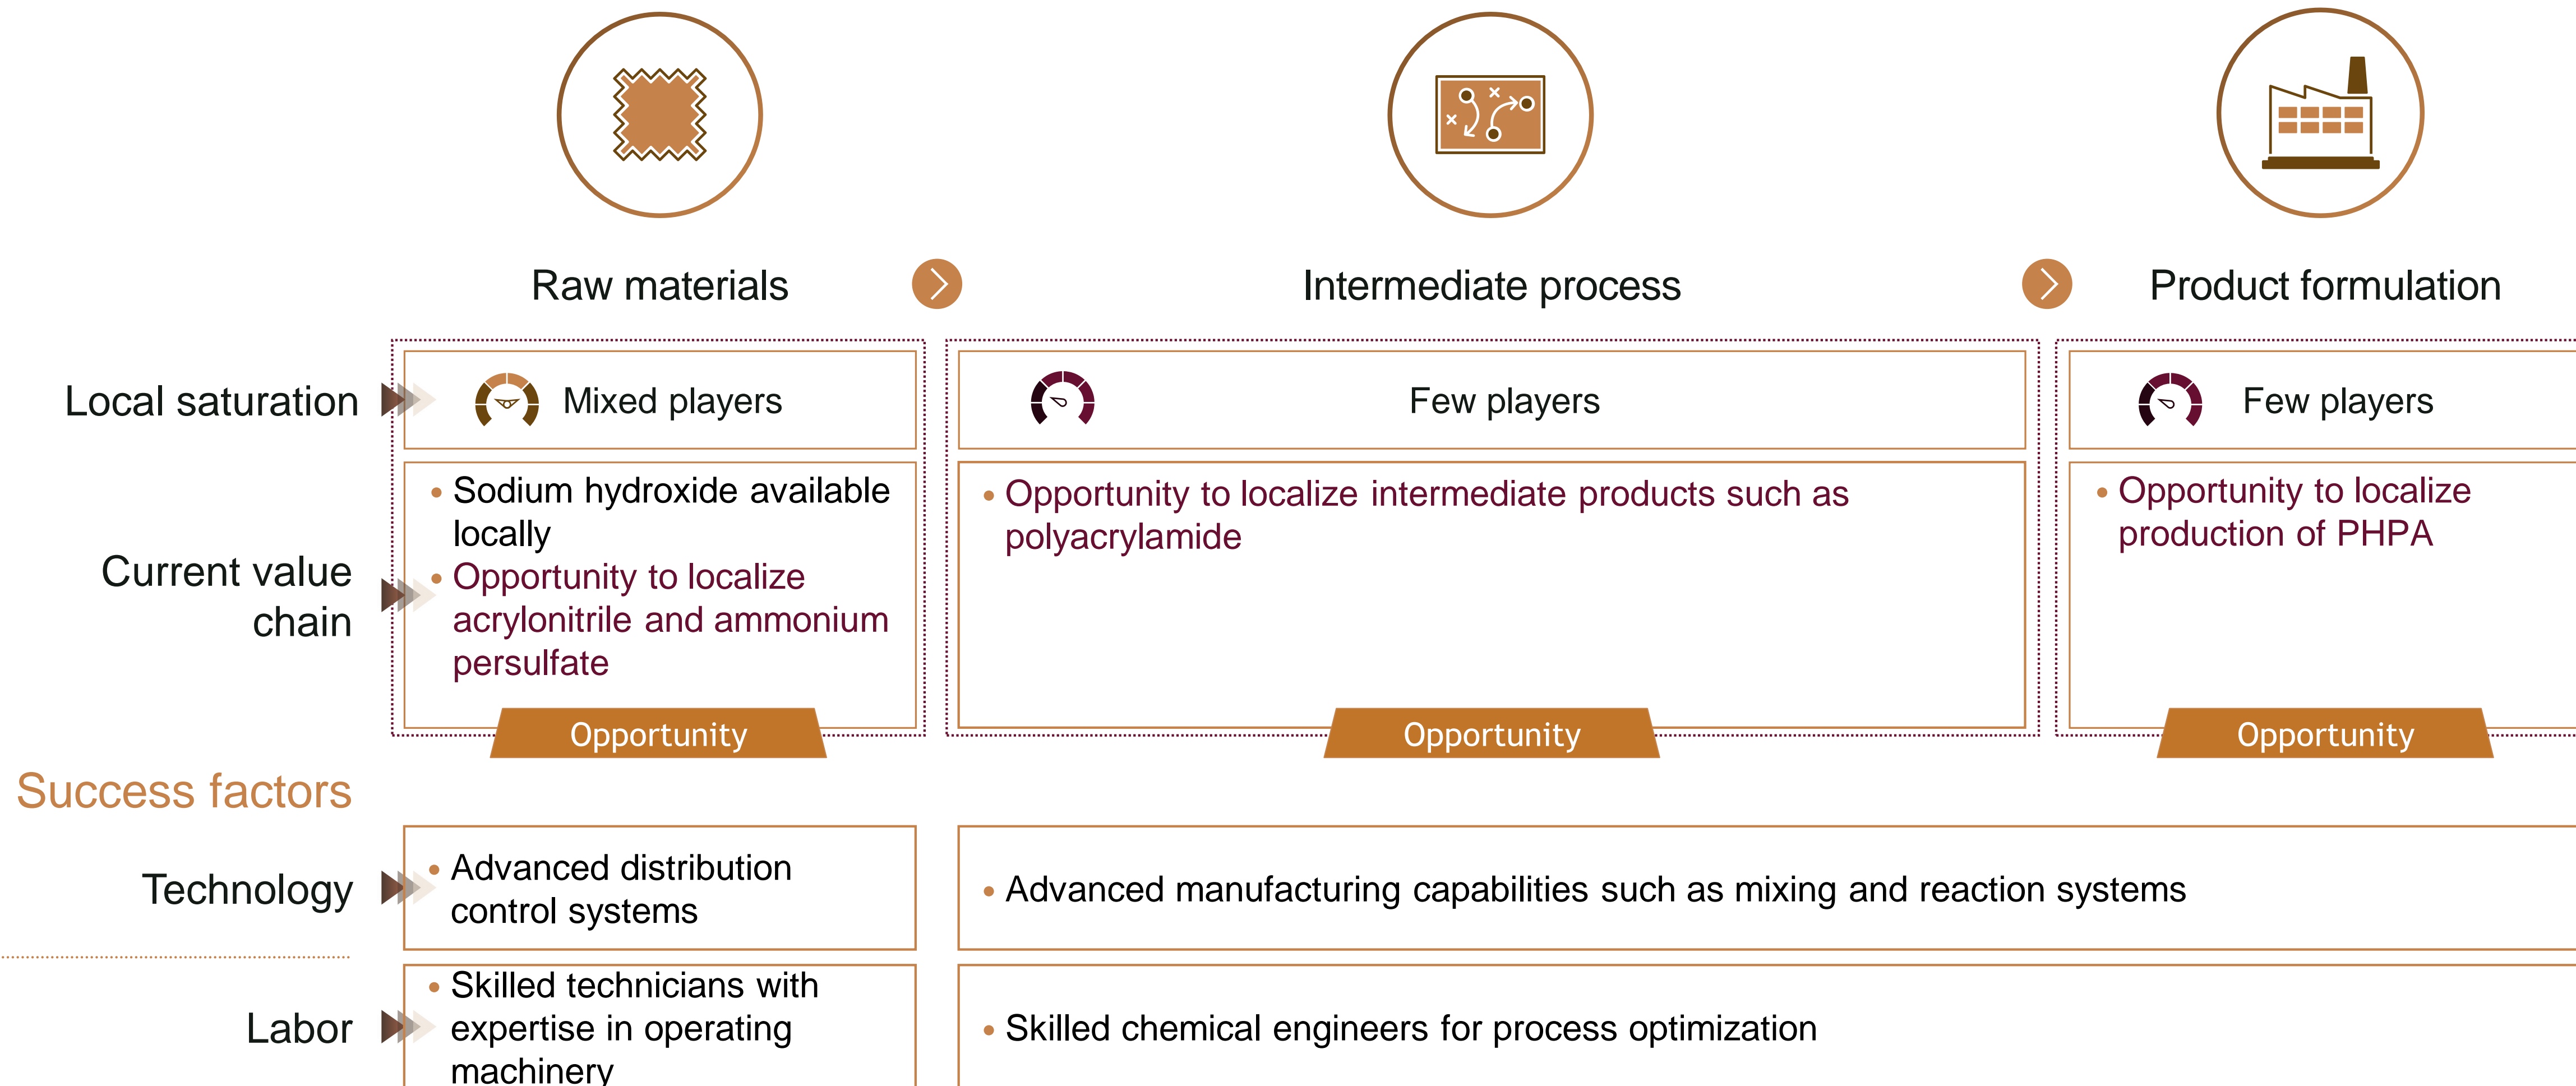 Raw materials
Intermediate process
Product formulation
Local saturation
Mixed players
Few players
Few players
Current value
chain
• Sodium hydroxide available
locally
• Opportunity to localize
acrylonitrile and ammonium
persulfate
• Opportunity to localize intermediate products such as
polyacrylamide
• Opportunity to localize
production of PHPA
Opportunity
Opportunity
Opportunity
Success factors
Technology
• Advanced distribution
control systems
• Advanced manufacturing capabilities such as mixing and reaction systems
Labor
• Skilled technicians with
expertise in operating
machinery
• Skilled chemical engineers for process optimization